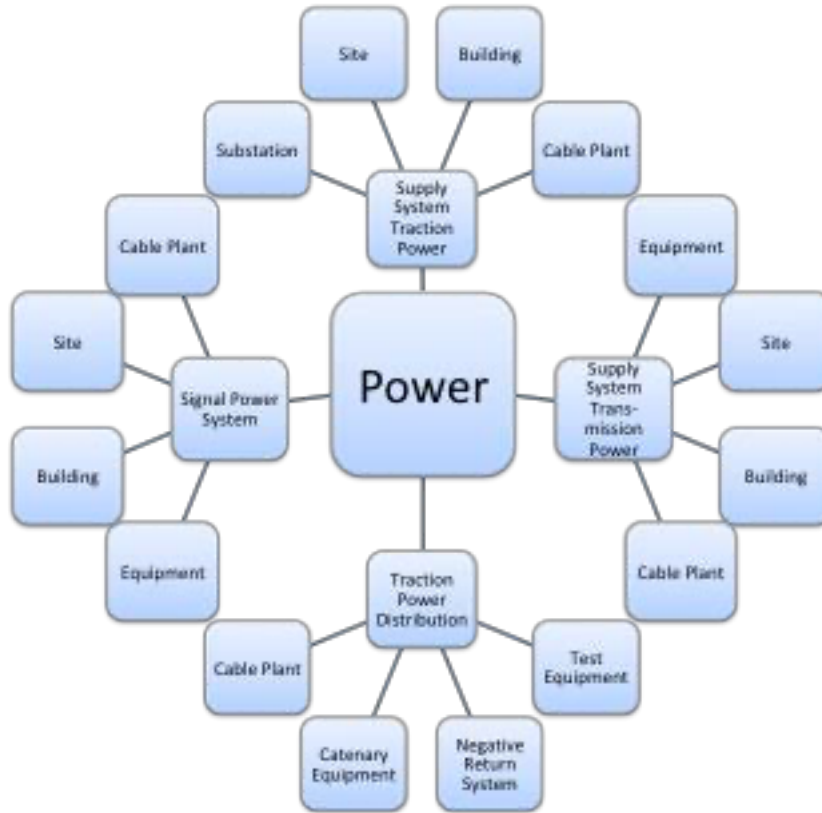 Site
Building
Substation
Cable Plant
Supply
System
Traction
Power
Cable Plant
Equipment
Site
Site
Power
Signal Power
System
Supply
System
Trans-
mission
Power
Building
Building
Equipment
Cable Plant
Traction
Power
Distribution
Cable Plant
Test
Equipment
Catenary
Equipment
Negative
Return
System